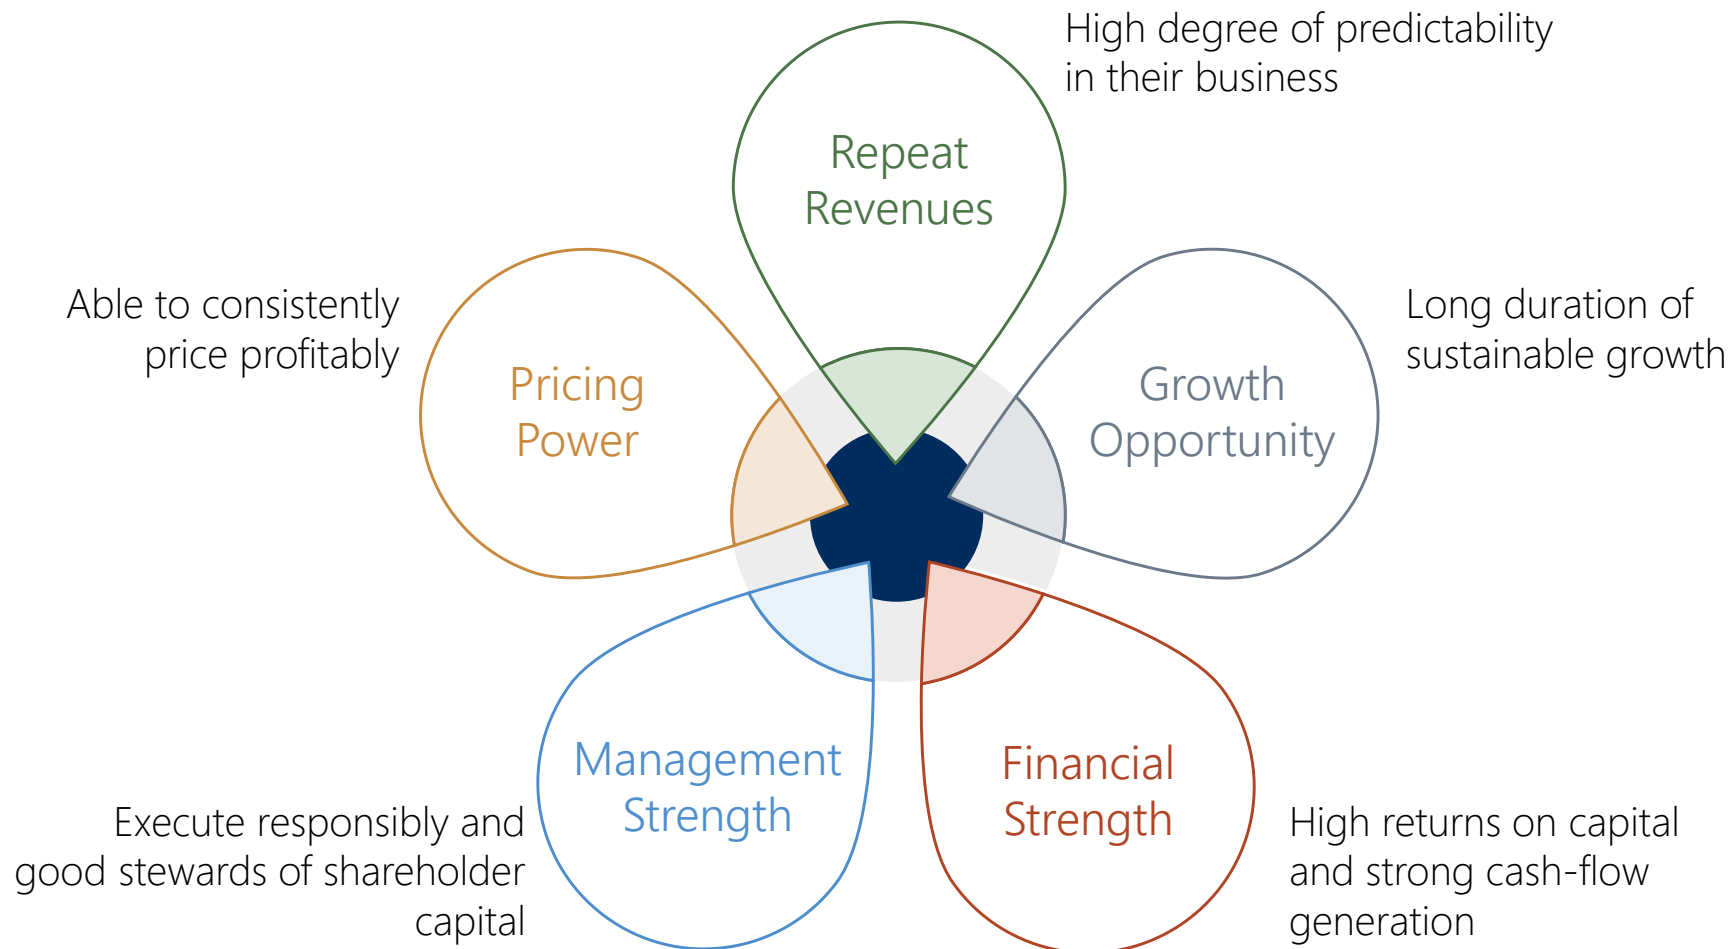 High degree of predictability
in their business
Repeat
Revenues
Able to consistently
price profitably
Pricing
Power
Growth
Opportunity
Long duration of
sustainable growth
Management
Strength
Execute responsibly and
good stewards of shareholder
capital
Financial
Strength
High returns on capital
and strong cash-flow
generation